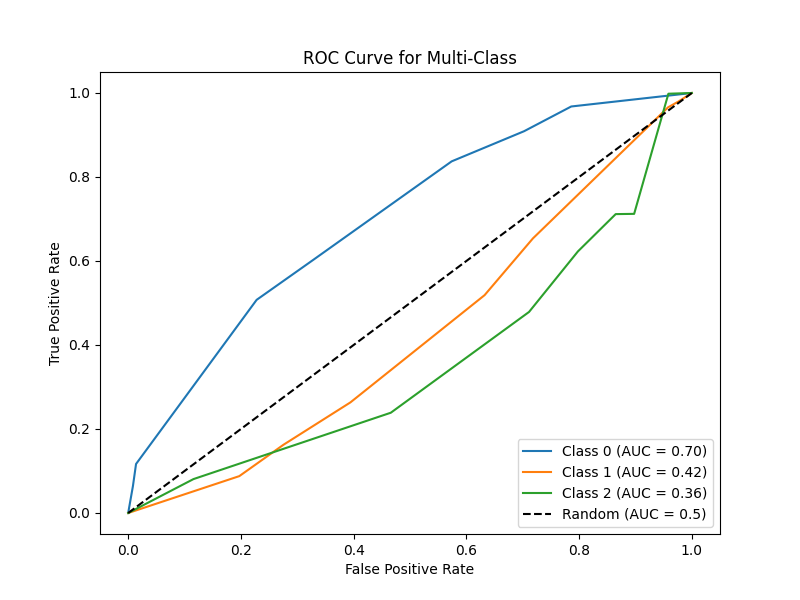 ROC Curve for Multi-Class
True Positive Rate
1.0
0.8
0.6
0.4
0.2
0.0
0.0 0.2 0.4 0.6 0.8 1.0
False Positive Rate
Class 0 (AUC = 0.70)
Class 1 (AUC = 0.42)
Class 2 (AUC = 0.36)
Random (AUC = 0.5)